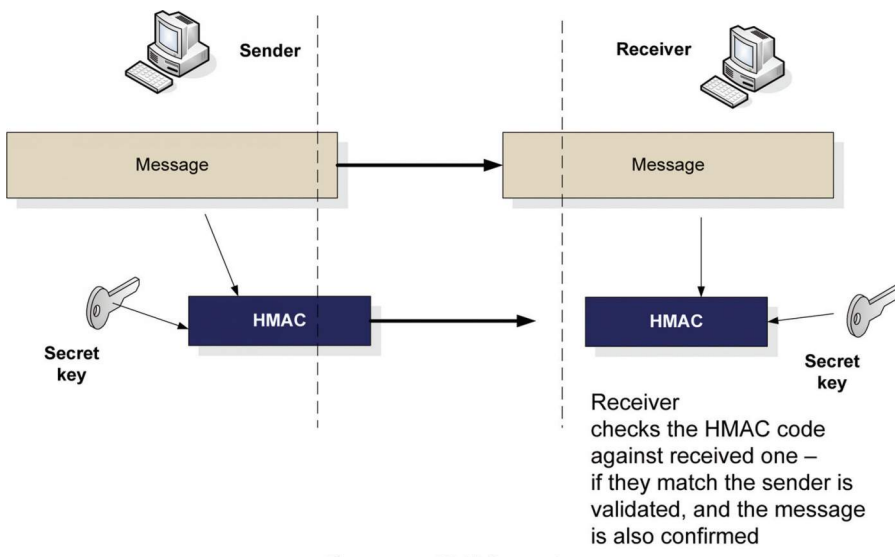 Sender
Receiver
Message
Message
HMAC
HMAC
Secret
key
Secret
key
Receiver
checks the HMAC code
against received one –
if they match the sender is
validated, and the message
is also confirmed